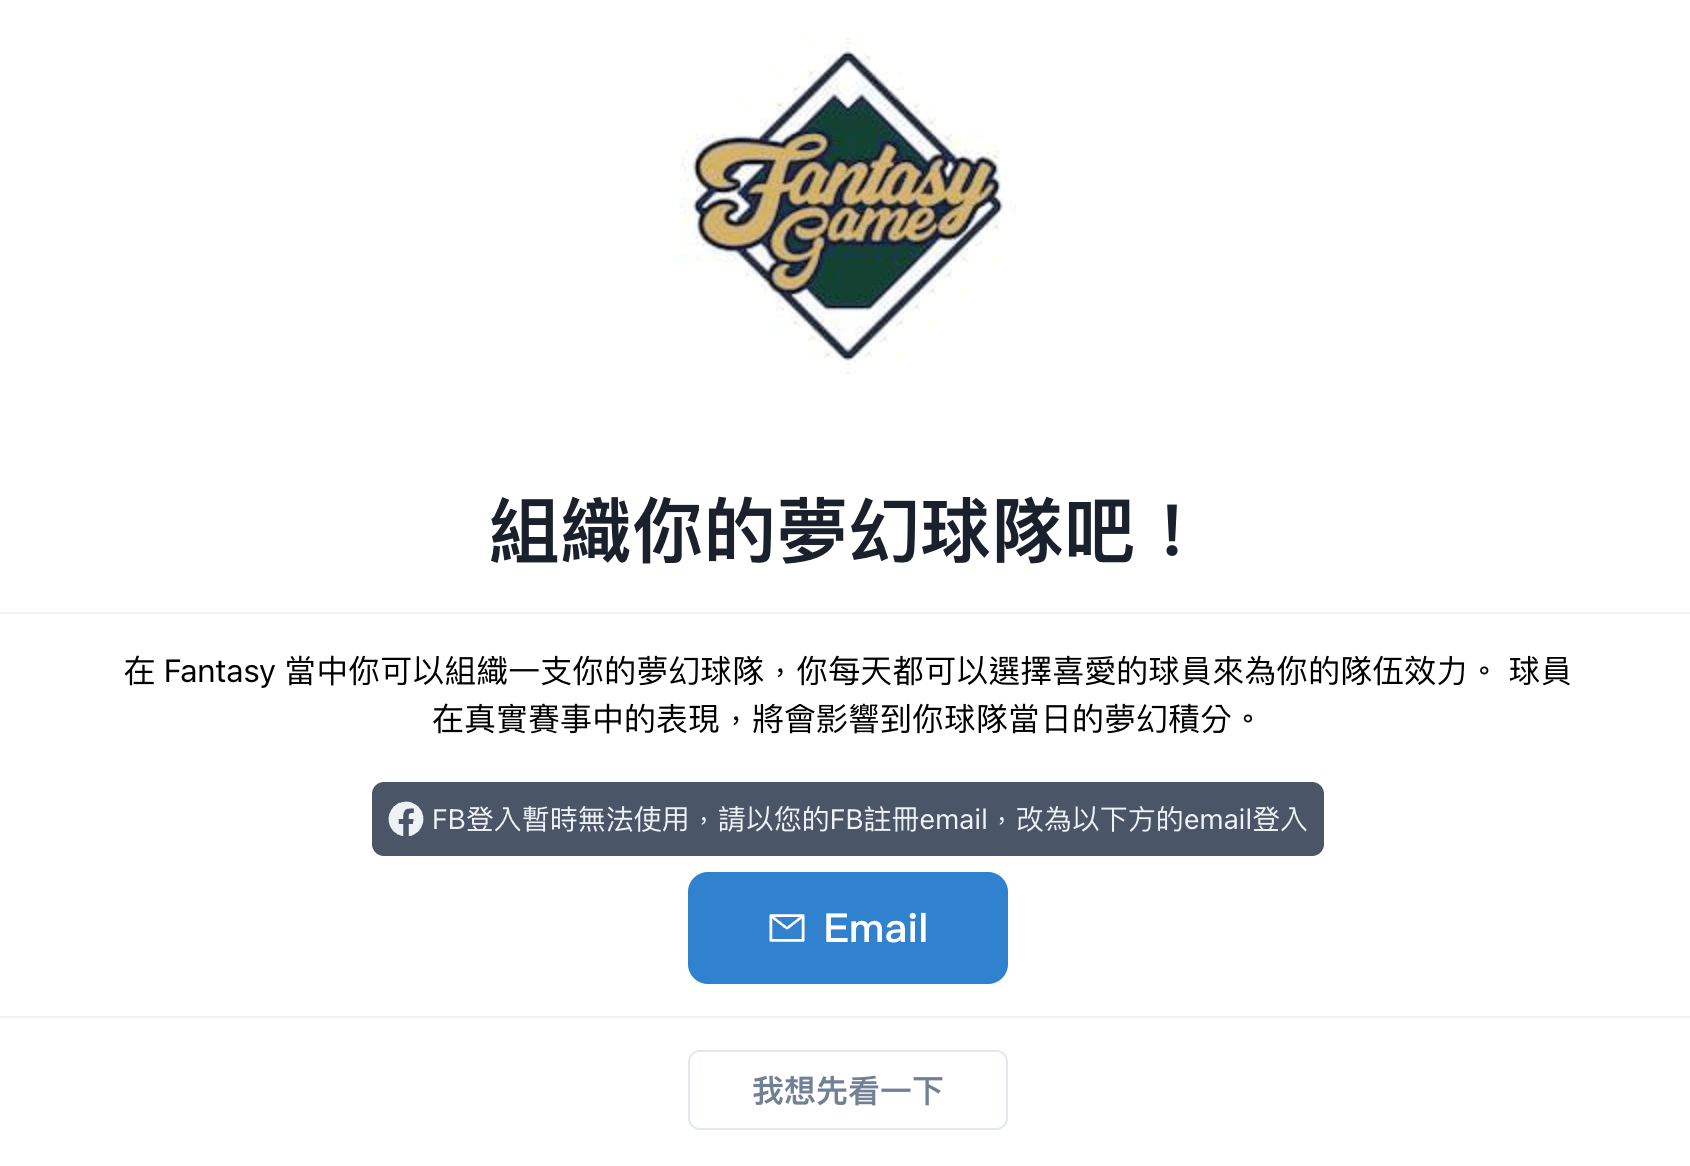 Fantasy
Game
組織你的夢幻球隊吧！
在 Fantasy 當中你可以組織一支你的夢幻球隊，你每天都可以選擇喜愛的球員來為你的隊伍效力。 球員
在真實賽事中的表現，將會影響到你球隊當日的夢幻積分。
FB登入暫時無法使用，請以您的FB註冊email，改為以下方的email登入
Email
我想先看一下